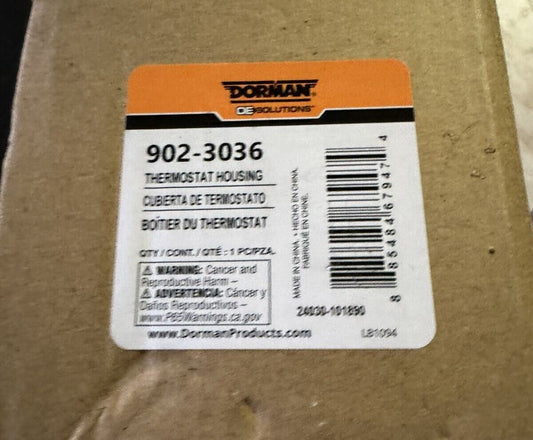 DORMAN®
OE SOLUTIONS™
902-3036
THERMOSTAT HOUSING
CUBIERTA DE TERMOSTATO
BOÎTIER DU THERMOSTAT
QTY / CONT. / QTÉ : 1 PC/PZA.
⚠ WARNING: Cancer and
Reproductive Harm –
⚠ ADVERTENCIA: Cáncer y
Daños Reproductivos –
www.P65Warnings.ca.gov
www.DormanProducts.com
MADE IN CHINA. • HECHO EN CHINA.
FABRIQUÉ EN CHINE.
8 85484 67947 4
24030-101890
LB1094